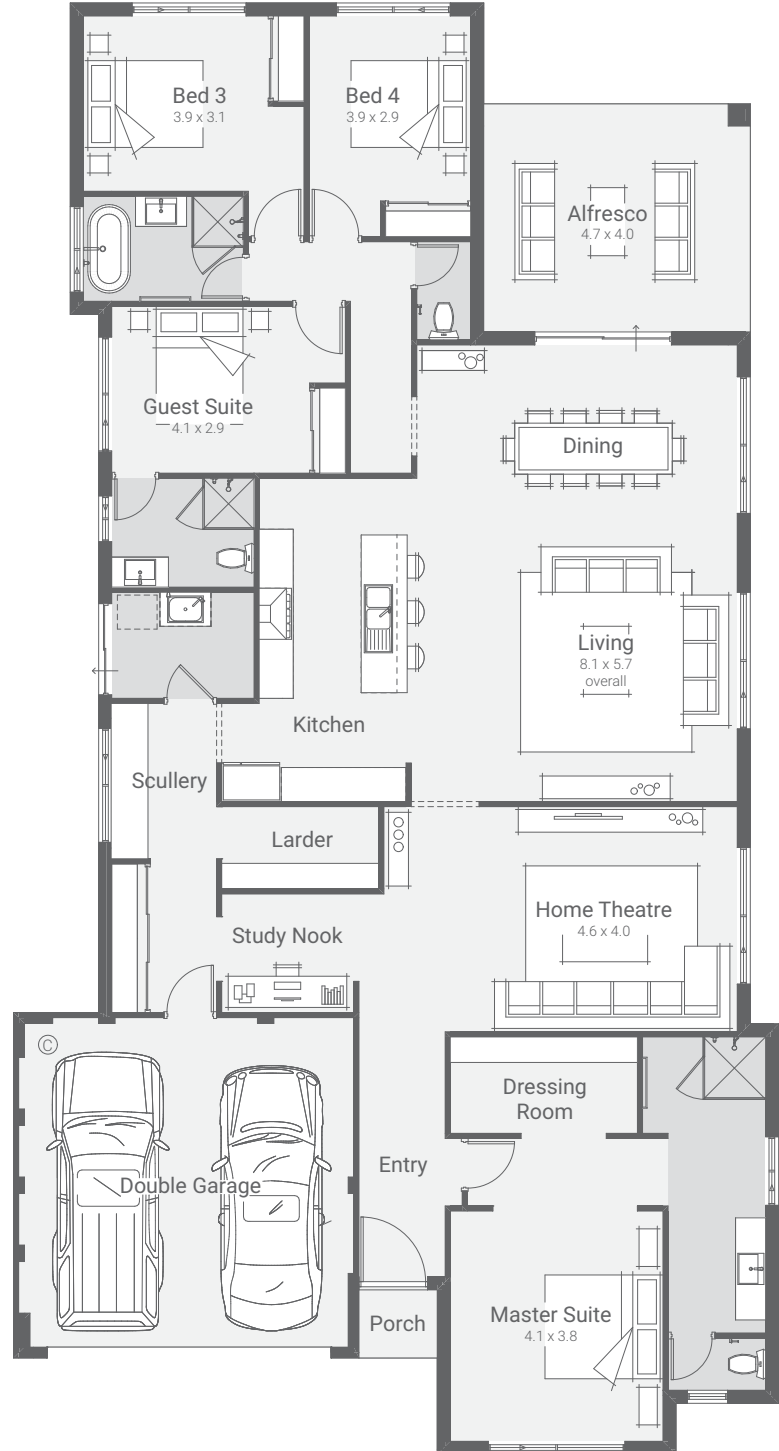 Bed 3
3.9 x 3.1
Bed 4
3.9 x 2.9
Alfresco
4.7 x 4.0
Guest Suite
4.1 x 2.9
Dining
Living
8.1 x 5.7
overall
Kitchen
Scullery
Larder
Home Theatre
4.6 x 4.0
Study Nook
©
Dressing
Room
Entry
Double Garage
Master Suite
4.1 x 3.8
Porch